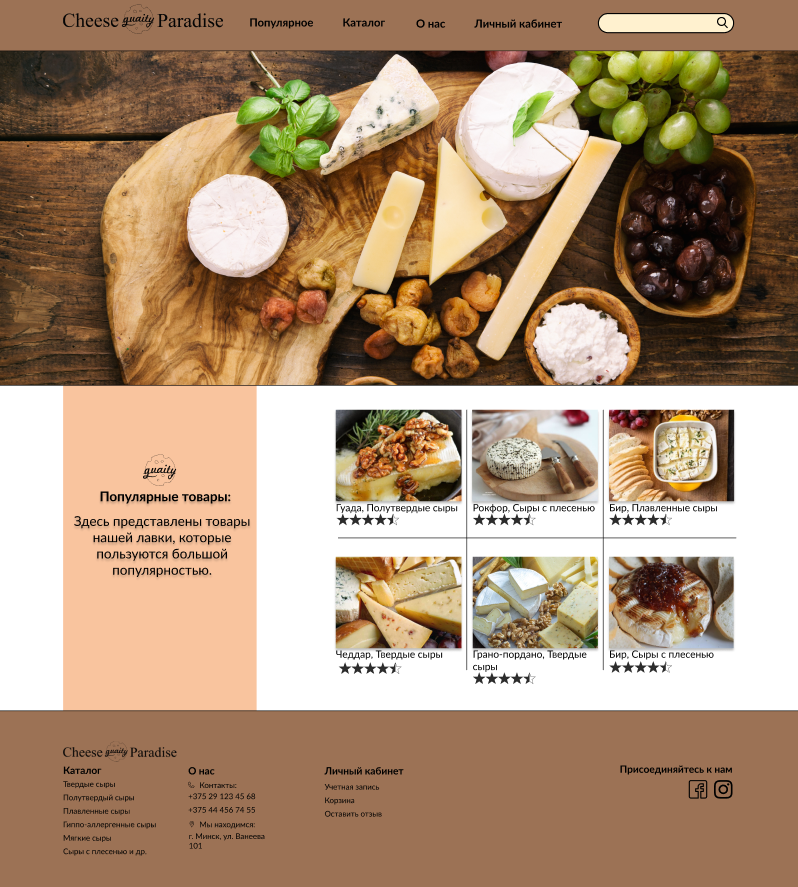 Cheese guaity Paradise
Популярное
Каталог
О нас
Личный кабинет
guaity
Популярные товары:
Здесь представлены товары
нашей лавки, которые
пользуются большой
популярностью.
Гуада, Полутвердые сыры
Рокфор, Сыры с плесенью
Бир, Плавленные сыры
Чеддар, Твердые сыры
Грано-пордано, Твердые
сыры
Бир, Сыры с плесенью
Cheese guaity Paradise
Каталог
Твердые сыры
Полутвердый сыры
Плавленные сыры
Гиппо-аллергенные сыры
Мягкие сыры
Сыры с плесенью и др.
О нас
Контакты:
+375 29 123 45 68
+375 44 456 74 55
Мы находимся:
г. Минск, ул. Вакеева
101
Личный кабинет
Учетная запись
Корзина
Оставить отзыв
Присоединяйтесь к нам